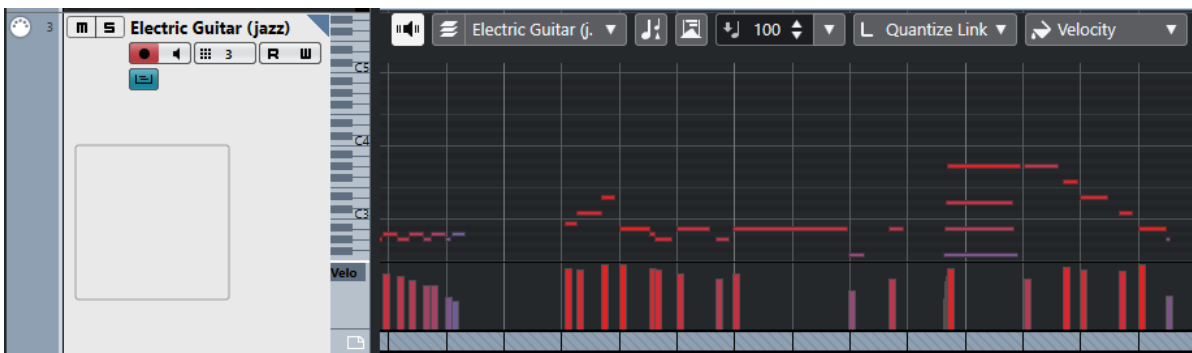 3 m S Electric Guitar (jazz)
3 R W
Electric Guitar (j. 100 Quantize Link Velocity
C5
C4
C3
Velo